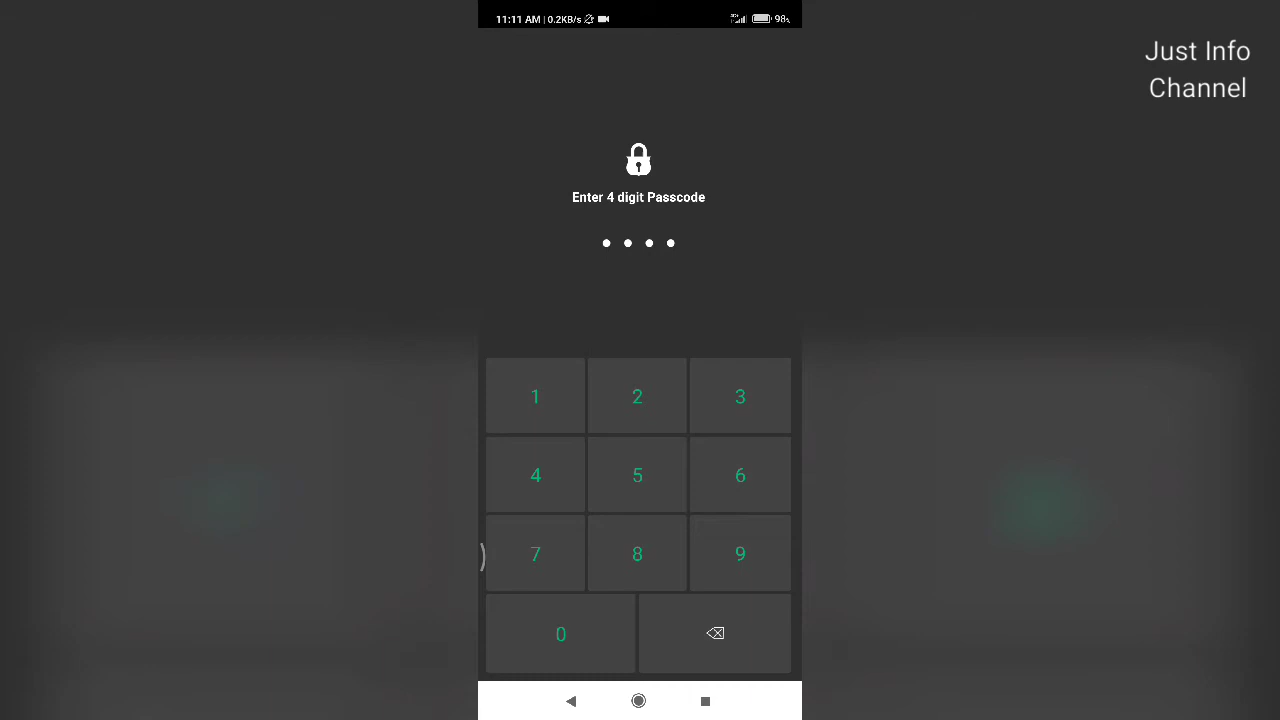 11:11 AM | 0.2KB/s
98%
Just Info
Channel
Enter 4 digit Passcode
1 2 3
4 5 6
7 8 9
0